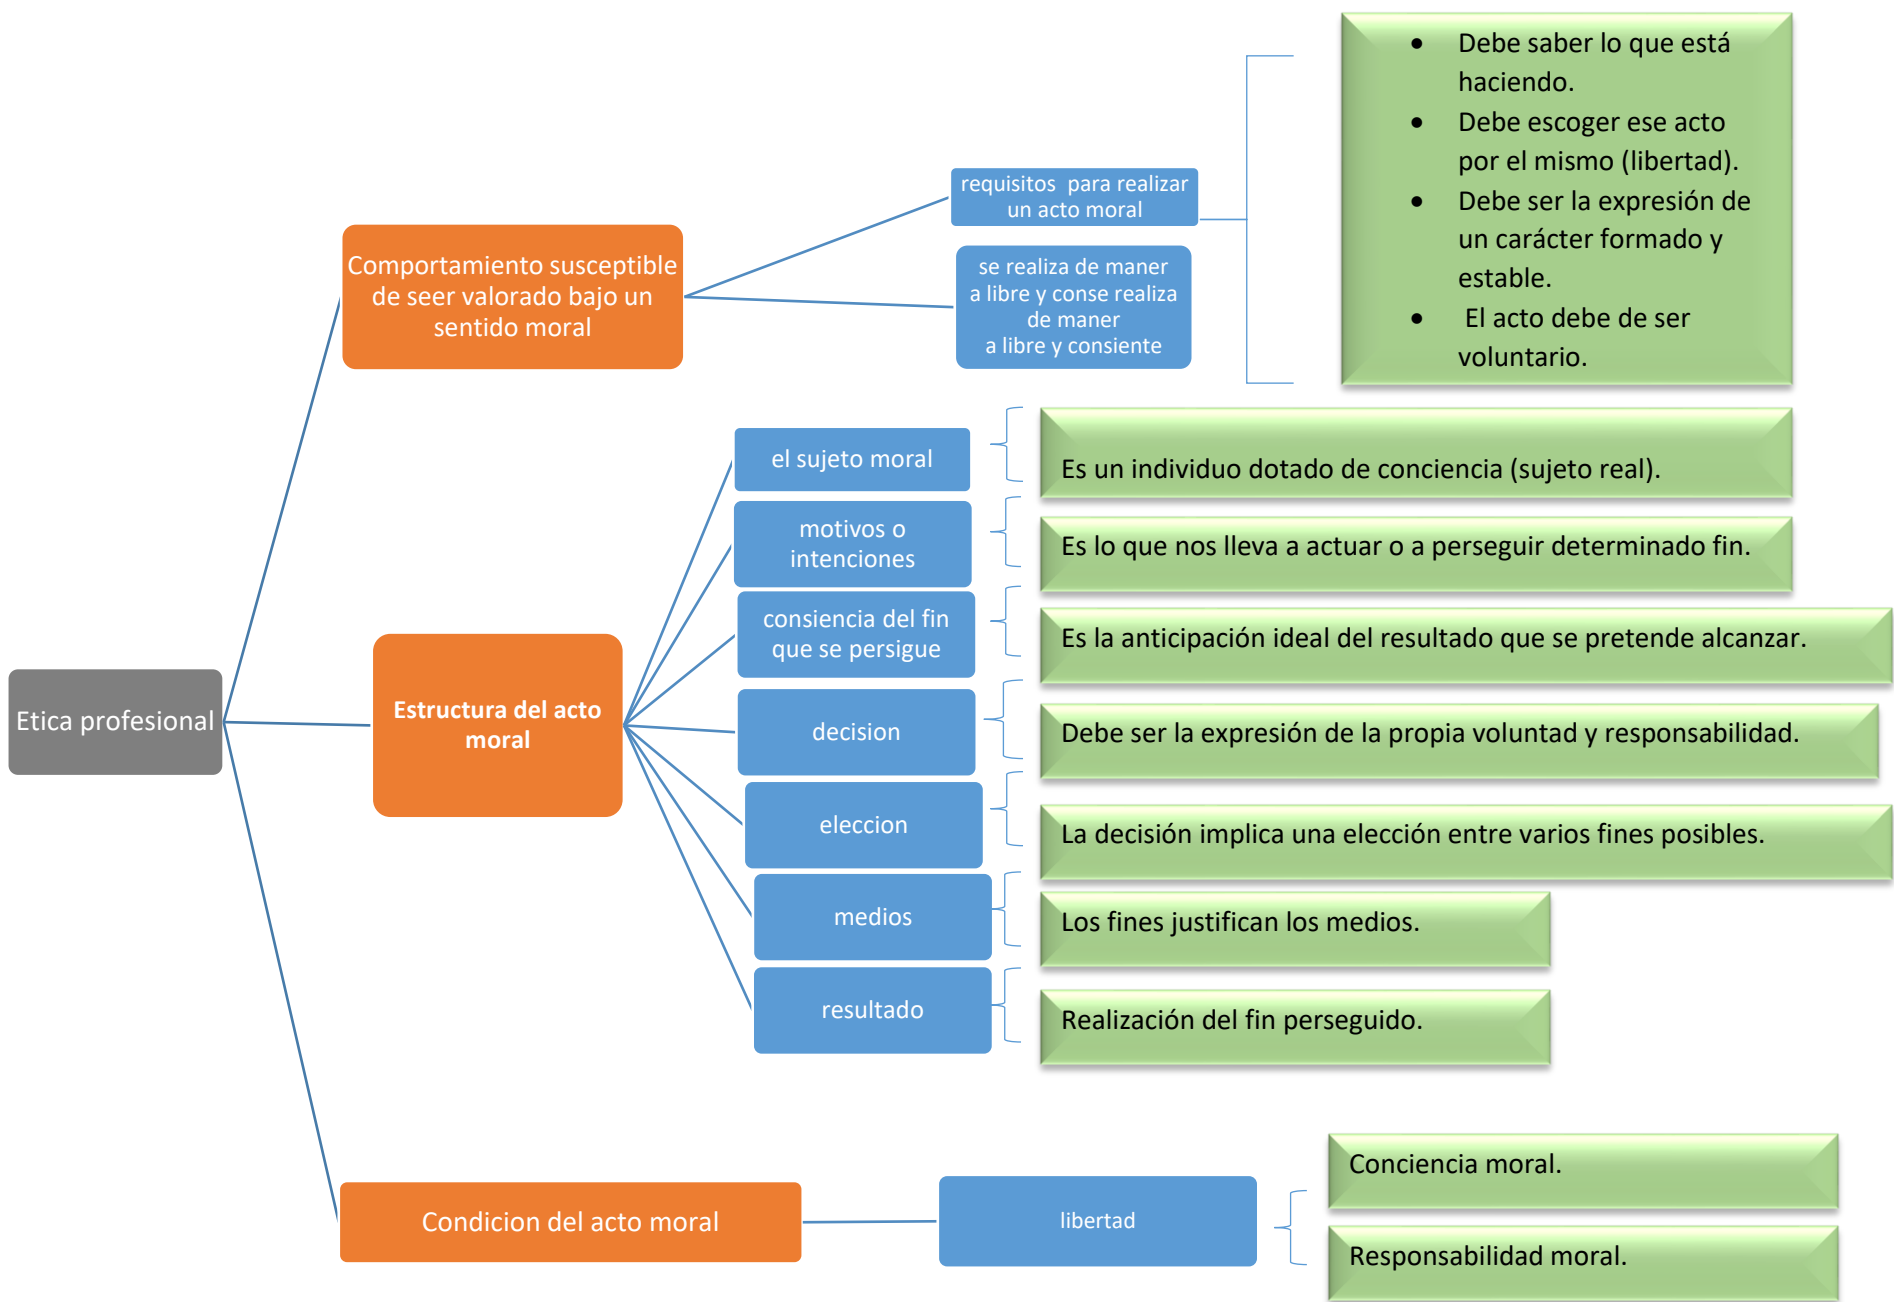 Etica profesional
Comportamiento susceptible
de seer valorado bajo un
sentido moral
requisitos para realizar
un acto moral
se realiza de maner
a libre y conse realiza
de maner
a libre y consiente
• Debe saber lo que está
haciendo.
• Debe escoger ese acto
por el mismo (libertad).
• Debe ser la expresión de
un carácter formado y
estable.
• El acto debe de ser
voluntario.
Estructura del acto
moral
el sujeto moral
Es un individuo dotado de conciencia (sujeto real).
motivos o
intenciones
Es lo que nos lleva a actuar o a perseguir determinado fin.
consiencia del fin
que se persigue
Es la anticipación ideal del resultado que se pretende alcanzar.
decision
Debe ser la expresión de la propia voluntad y responsabilidad.
eleccion
La decisión implica una elección entre varios fines posibles.
medios
Los fines justifican los medios.
resultado
Realización del fin perseguido.
Condicion del acto moral
libertad
Conciencia moral.
Responsabilidad moral.